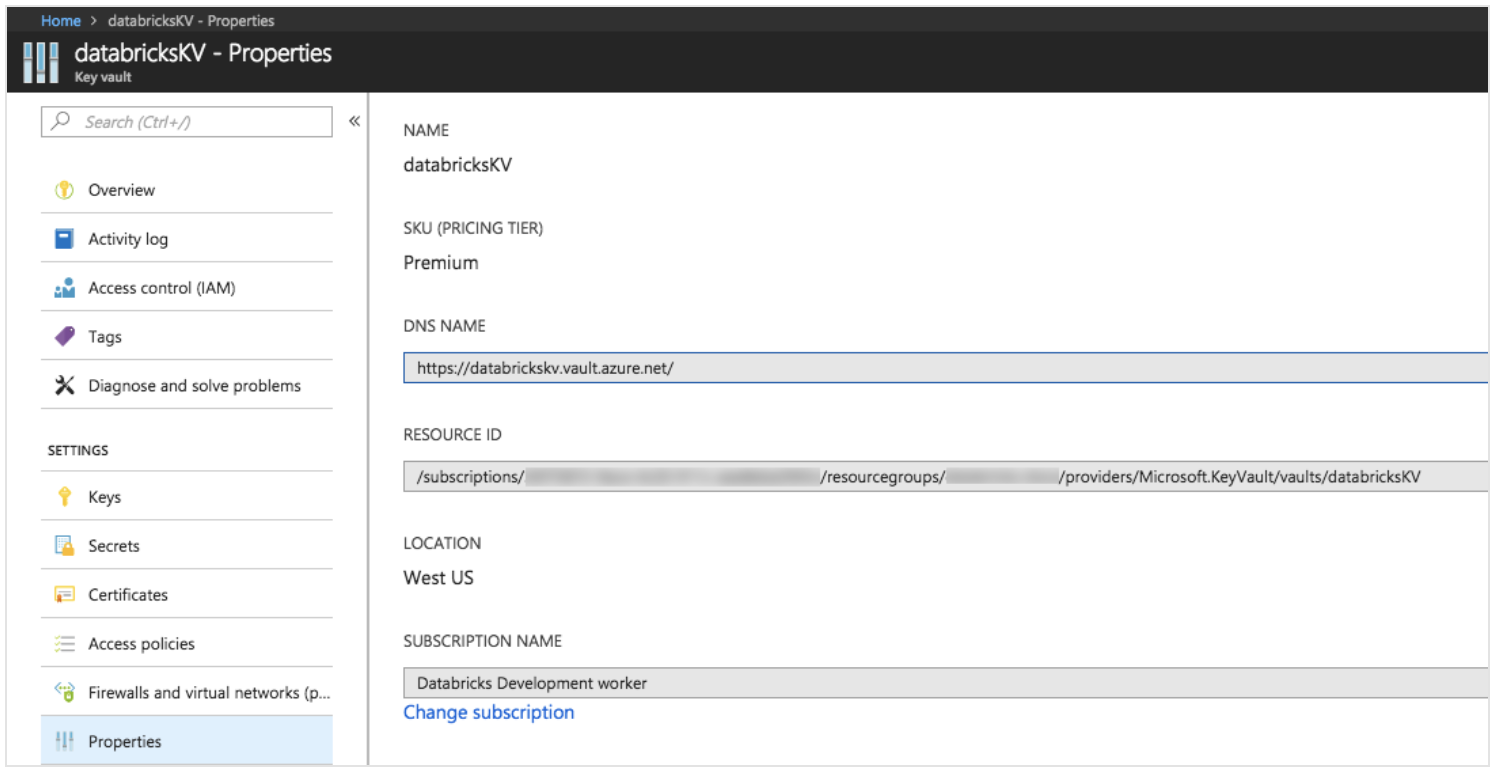 Home > databricksKV - Properties
databricksKV - Properties
Key vault
Search (Ctrl+/)
«
Overview
Activity log
Access control (IAM)
Tags
Diagnose and solve problems
SETTINGS
Keys
Secrets
Certificates
Access policies
Firewalls and virtual networks (p...
Properties
NAME
databricksKV
SKU (PRICING TIER)
Premium
DNS NAME
https://databrickskv.vault.azure.net/
RESOURCE ID
/subscriptions/ /resourcegroups/ /providers/Microsoft.KeyVault/vaults/databricksKV
LOCATION
West US
SUBSCRIPTION NAME
Databricks Development worker
Change subscription